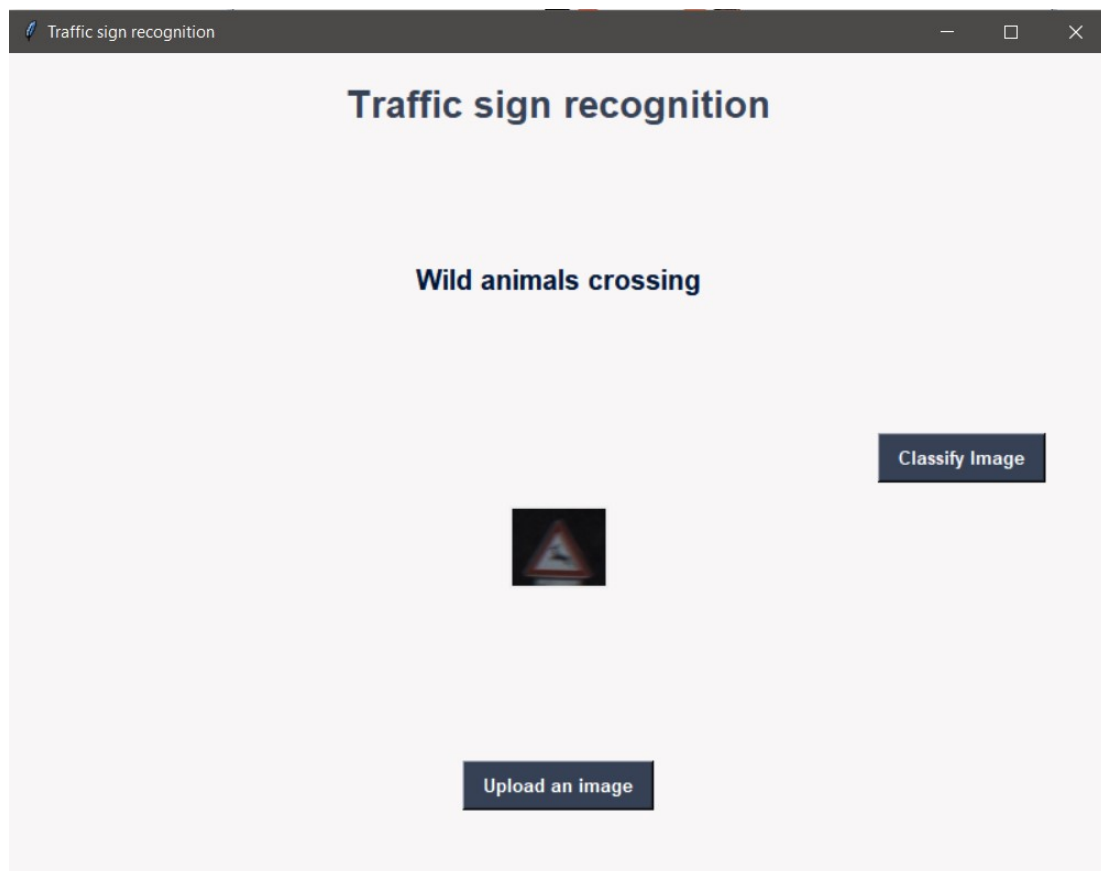 Traffic sign recognition
Traffic sign recognition
Wild animals crossing
Classify Image
Upload an image